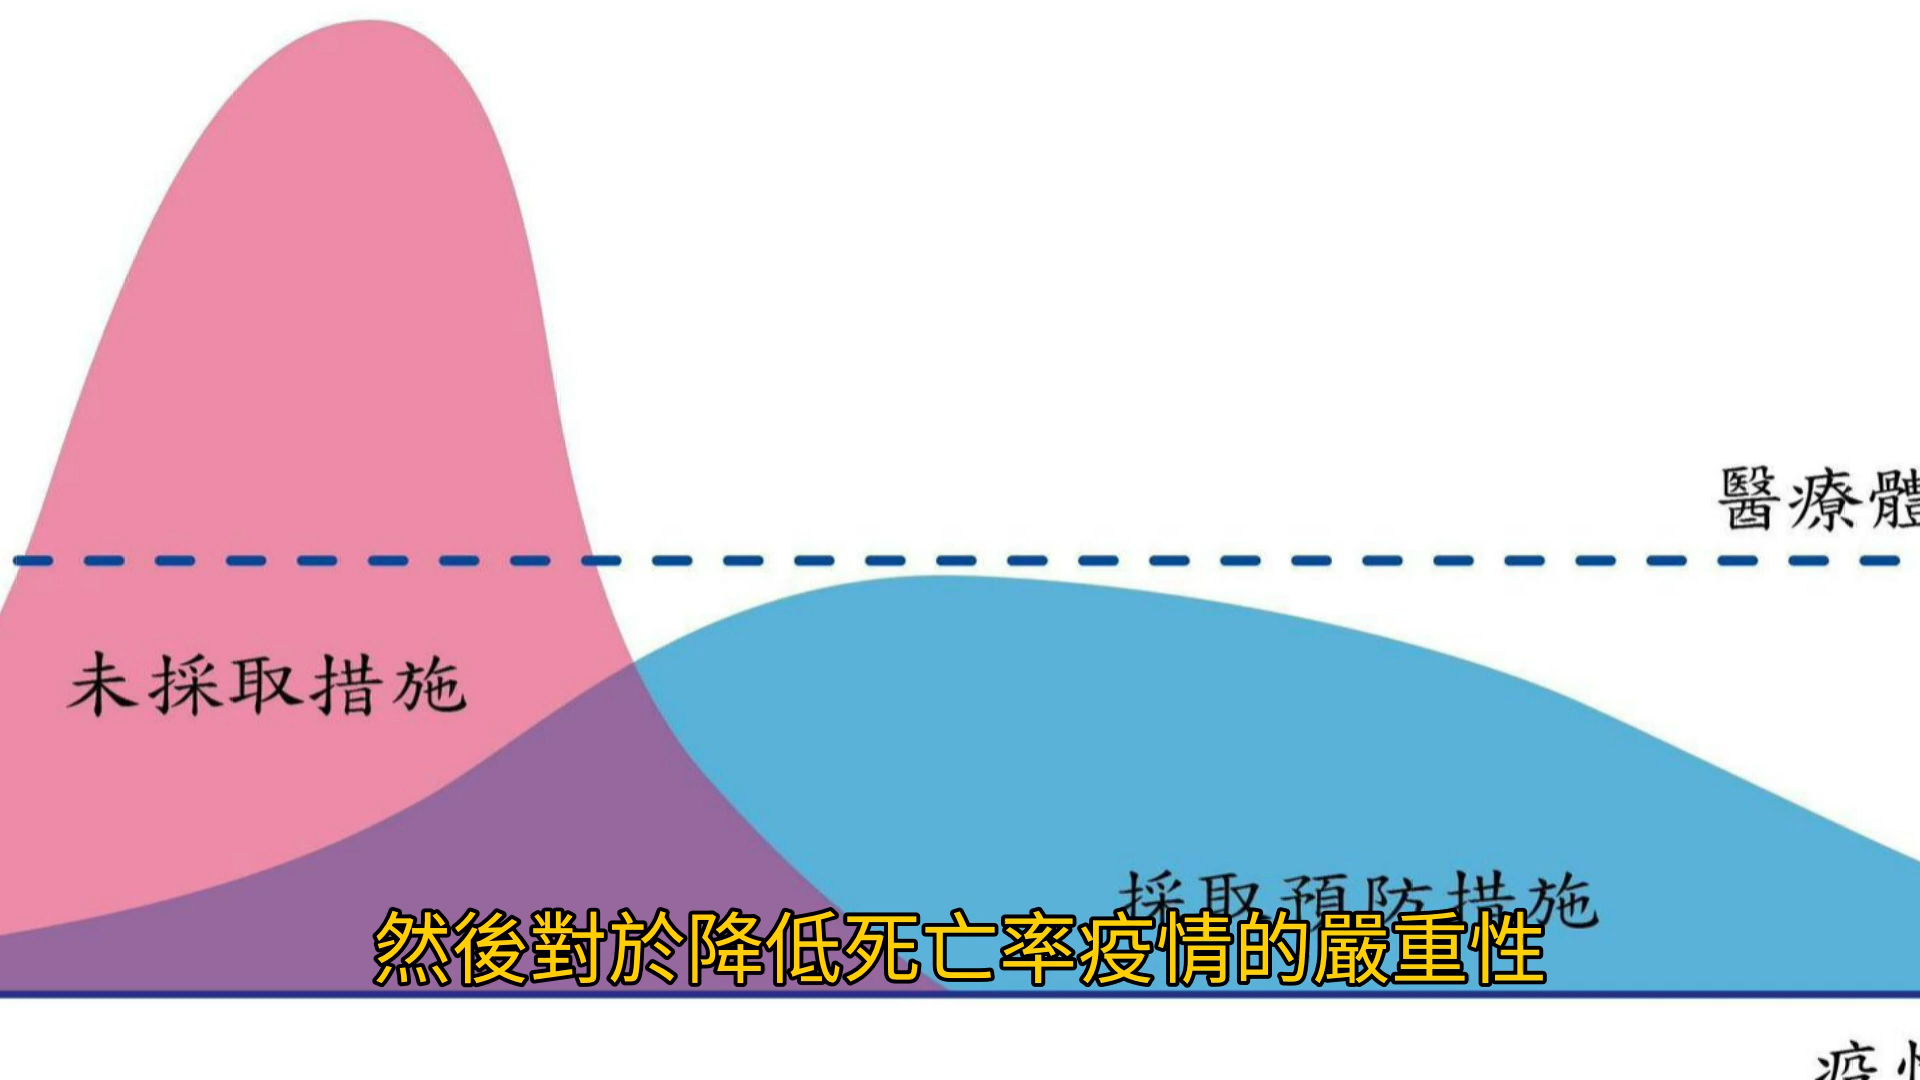 醫療體
未採取措施
採取預防措施
然後對於降低死亡率疫情的嚴重性
疫